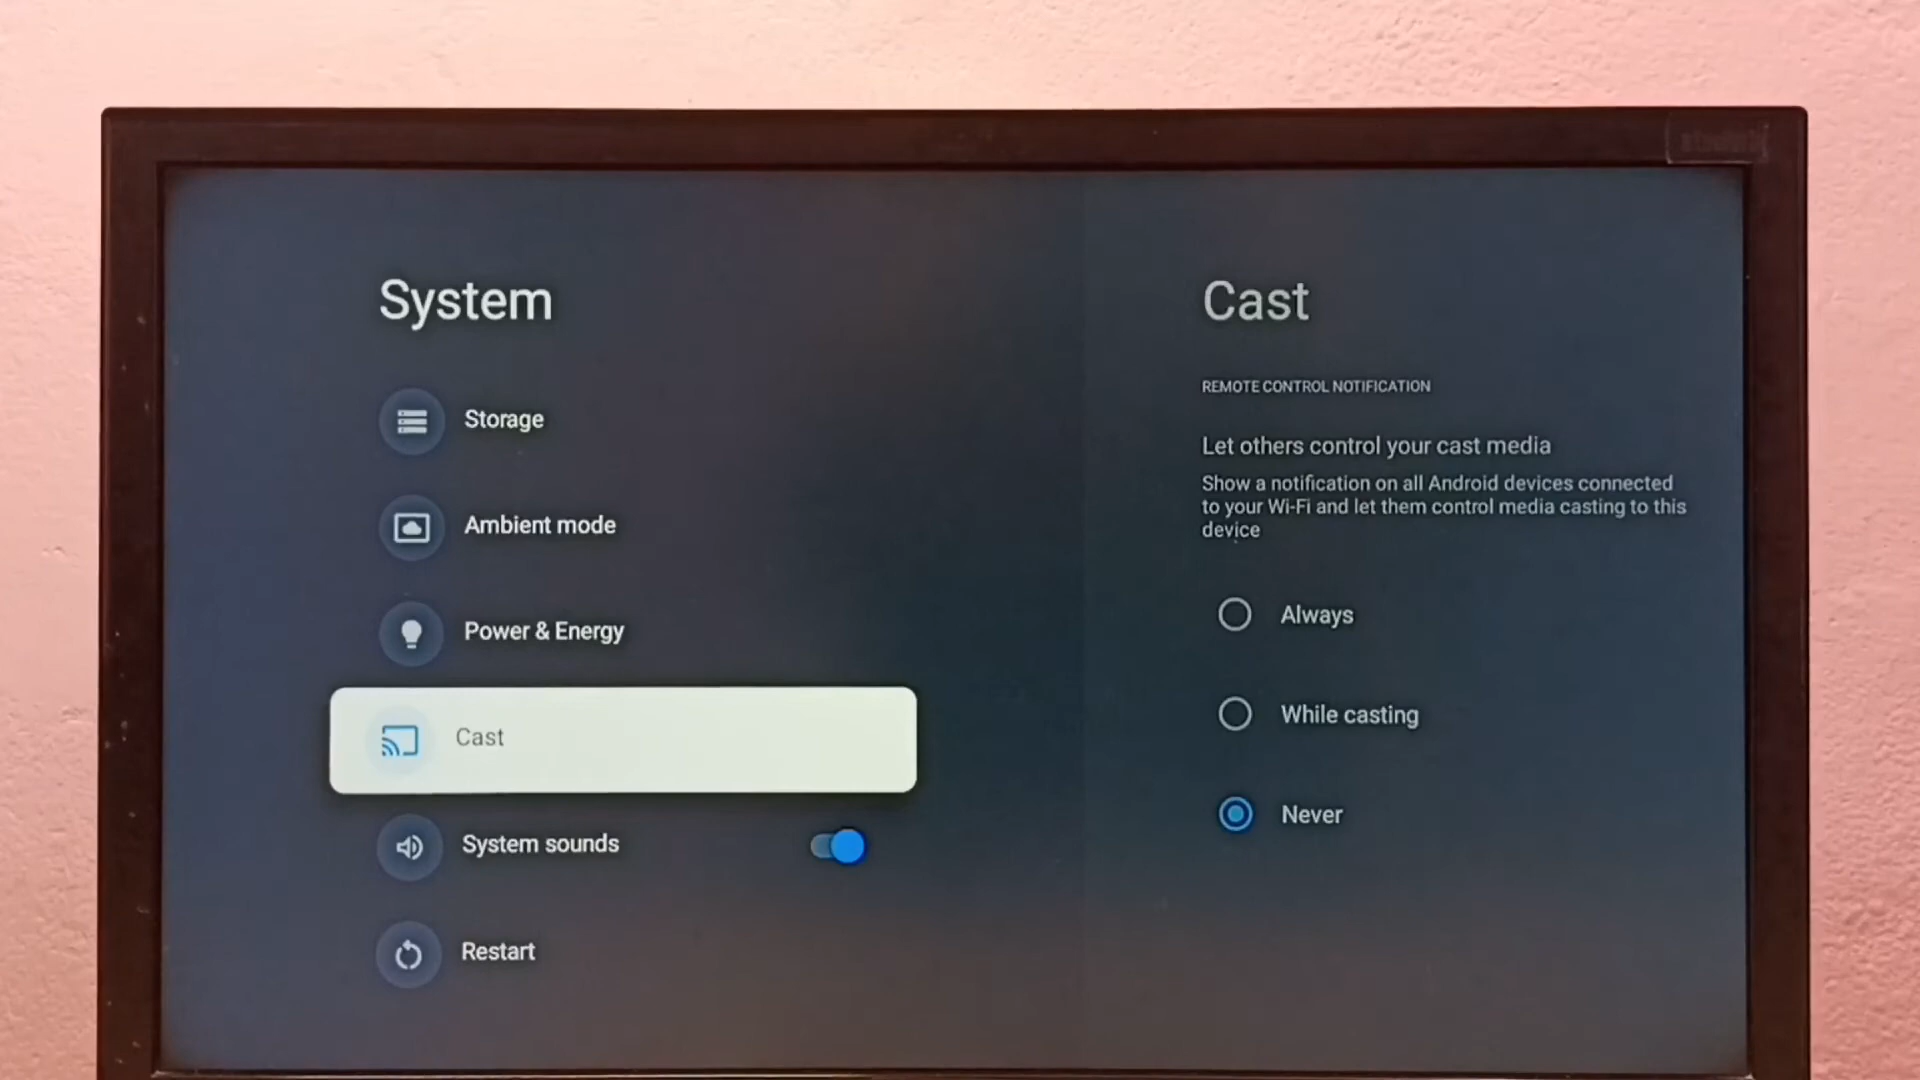 System
Storage
Ambient mode
Power & Energy
Cast
System sounds
Restart
Cast
REMOTE CONTROL NOTIFICATION
Let others control your cast media
Show a notification on all Android devices connected
to your Wi-Fi and let them control media casting to this
device
Always
While casting
Never